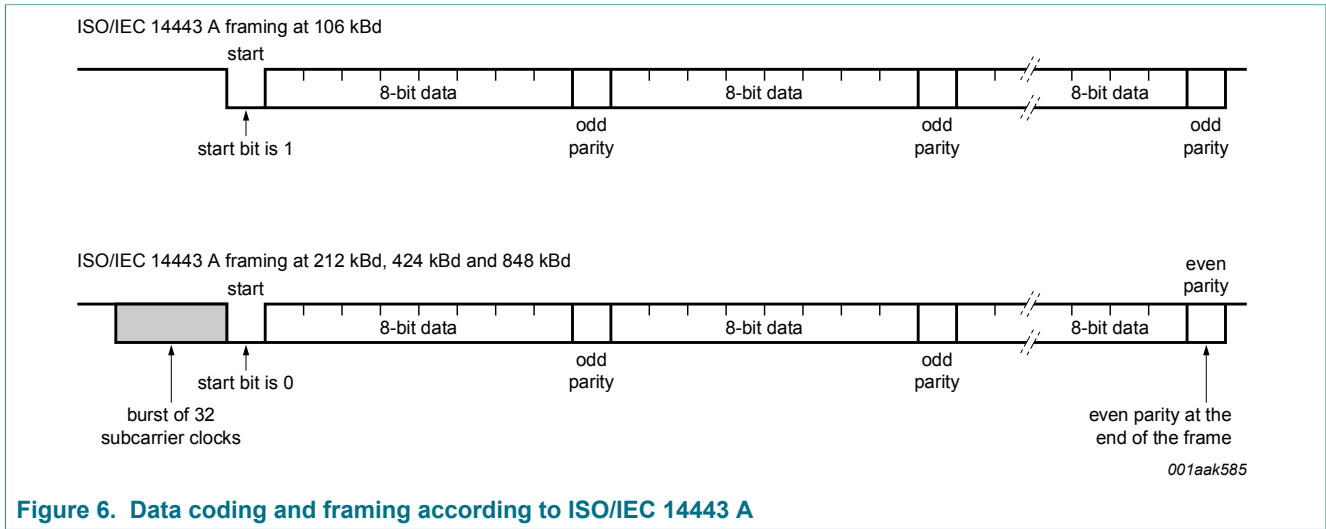 ISO/IEC 14443 A framing at 106 kBd
start
8-bit data
8-bit data
8-bit data
odd
parity
odd
parity
odd
parity
start bit is 1
ISO/IEC 14443 A framing at 212 kBd, 424 kBd and 848 kBd
even
parity
start
8-bit data
8-bit data
8-bit data
odd
parity
odd
parity
start bit is 0
burst of 32
subcarrier clocks
even parity at the
end of the frame
001aak585
Figure 6. Data coding and framing according to ISO/IEC 14443 A